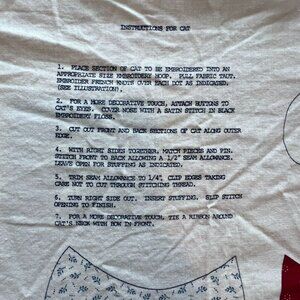 INSTRUCTIONS FOR CAT
1. PLACE SECTION OF CAT TO BE EMBROIDERED INTO AN
APPROPRIATE SIZE EMBROIDERY HOOP. PULL FABRIC TAUT.
EMBROIDER FRENCH KNOTS OVER EACH DOT AS INDICATED.
(SEE ILLUSTRATION).
2. FOR A MORE DECORATIVE TOUCH, ATTACH BUTTONS TO
CAT'S EYES. COVER NOSE WITH A SATIN STITCH IN BLACK
EMBROIDERY FLOSS.
3. CUT OUT FRONT AND BACK SECTIONS OF CAT ALONG OUTER
EDGE.
4. WITH RIGHT SIDES TOGETHER, MATCH PIECES AND PIN.
STITCH FRONT TO BACK ALLOWING A 1/2" SEAM ALLOWANCE.
LEAVE OPEN FOR STUFFING AS INDICATED.
5. TRIM SEAM ALLOWANCE TO 1/4", CLIP EDGES TAKING
CARE NOT TO CUT THROUGH STITCHING THREAD.
6. TURN RIGHT SIDE OUT. INSERT STUFFING. SLIP STITCH
OPENING TO FINISH.
7. FOR A MORE DECORATIVE TOUCH, TIE A RIBBON AROUND
CAT'S NECK WITH BOW IN FRONT.